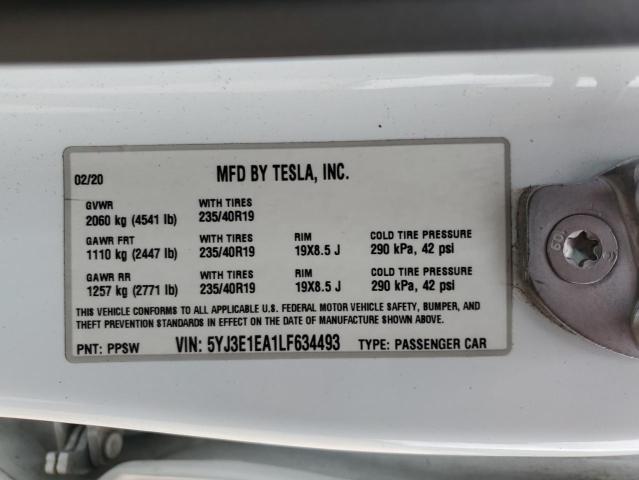 02/20 MFD BY TESLA, INC.
GVWR WITH TIRES
2060 kg (4541 lb) 235/40R19
GAWR FRT WITH TIRES RIM COLD TIRE PRESSURE
1110 kg (2447 lb) 235/40R19 19X8.5 J 290 kPa, 42 psi
GAWR RR WITH TIRES RIM COLD TIRE PRESSURE
1257 kg (2771 lb) 235/40R19 19X8.5 J 290 kPa, 42 psi
THIS VEHICLE CONFORMS TO ALL APPLICABLE U.S. FEDERAL MOTOR VEHICLE SAFETY, BUMPER, AND
THEFT PREVENTION STANDARDS IN EFFECT ON THE DATE OF MANUFACTURE SHOWN ABOVE.
PNT: PPSW VIN: 5YJ3E1EA1LF634493 TYPE: PASSENGER CAR